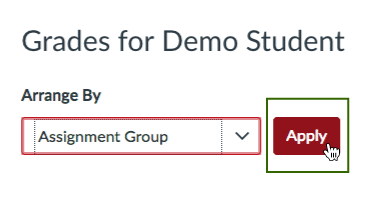 Grades for Demo Student
Arrange By
Assignment Group
Apply